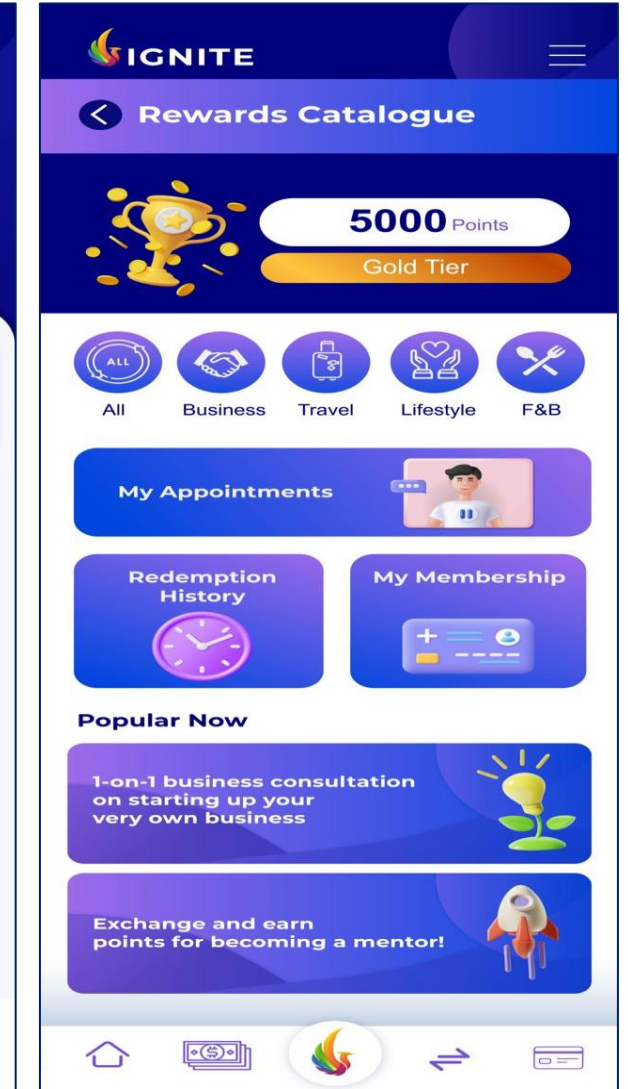 IGNITE
Rewards Catalogue
5000 Points
Gold Tier
ALL
All
Business
Travel
Lifestyle
F&B
My Appointments
Redemption
History
My Membership
Popular Now
1-on-1 business consultation
on starting up your
very own business
Exchange and earn
points for becoming a mentor!